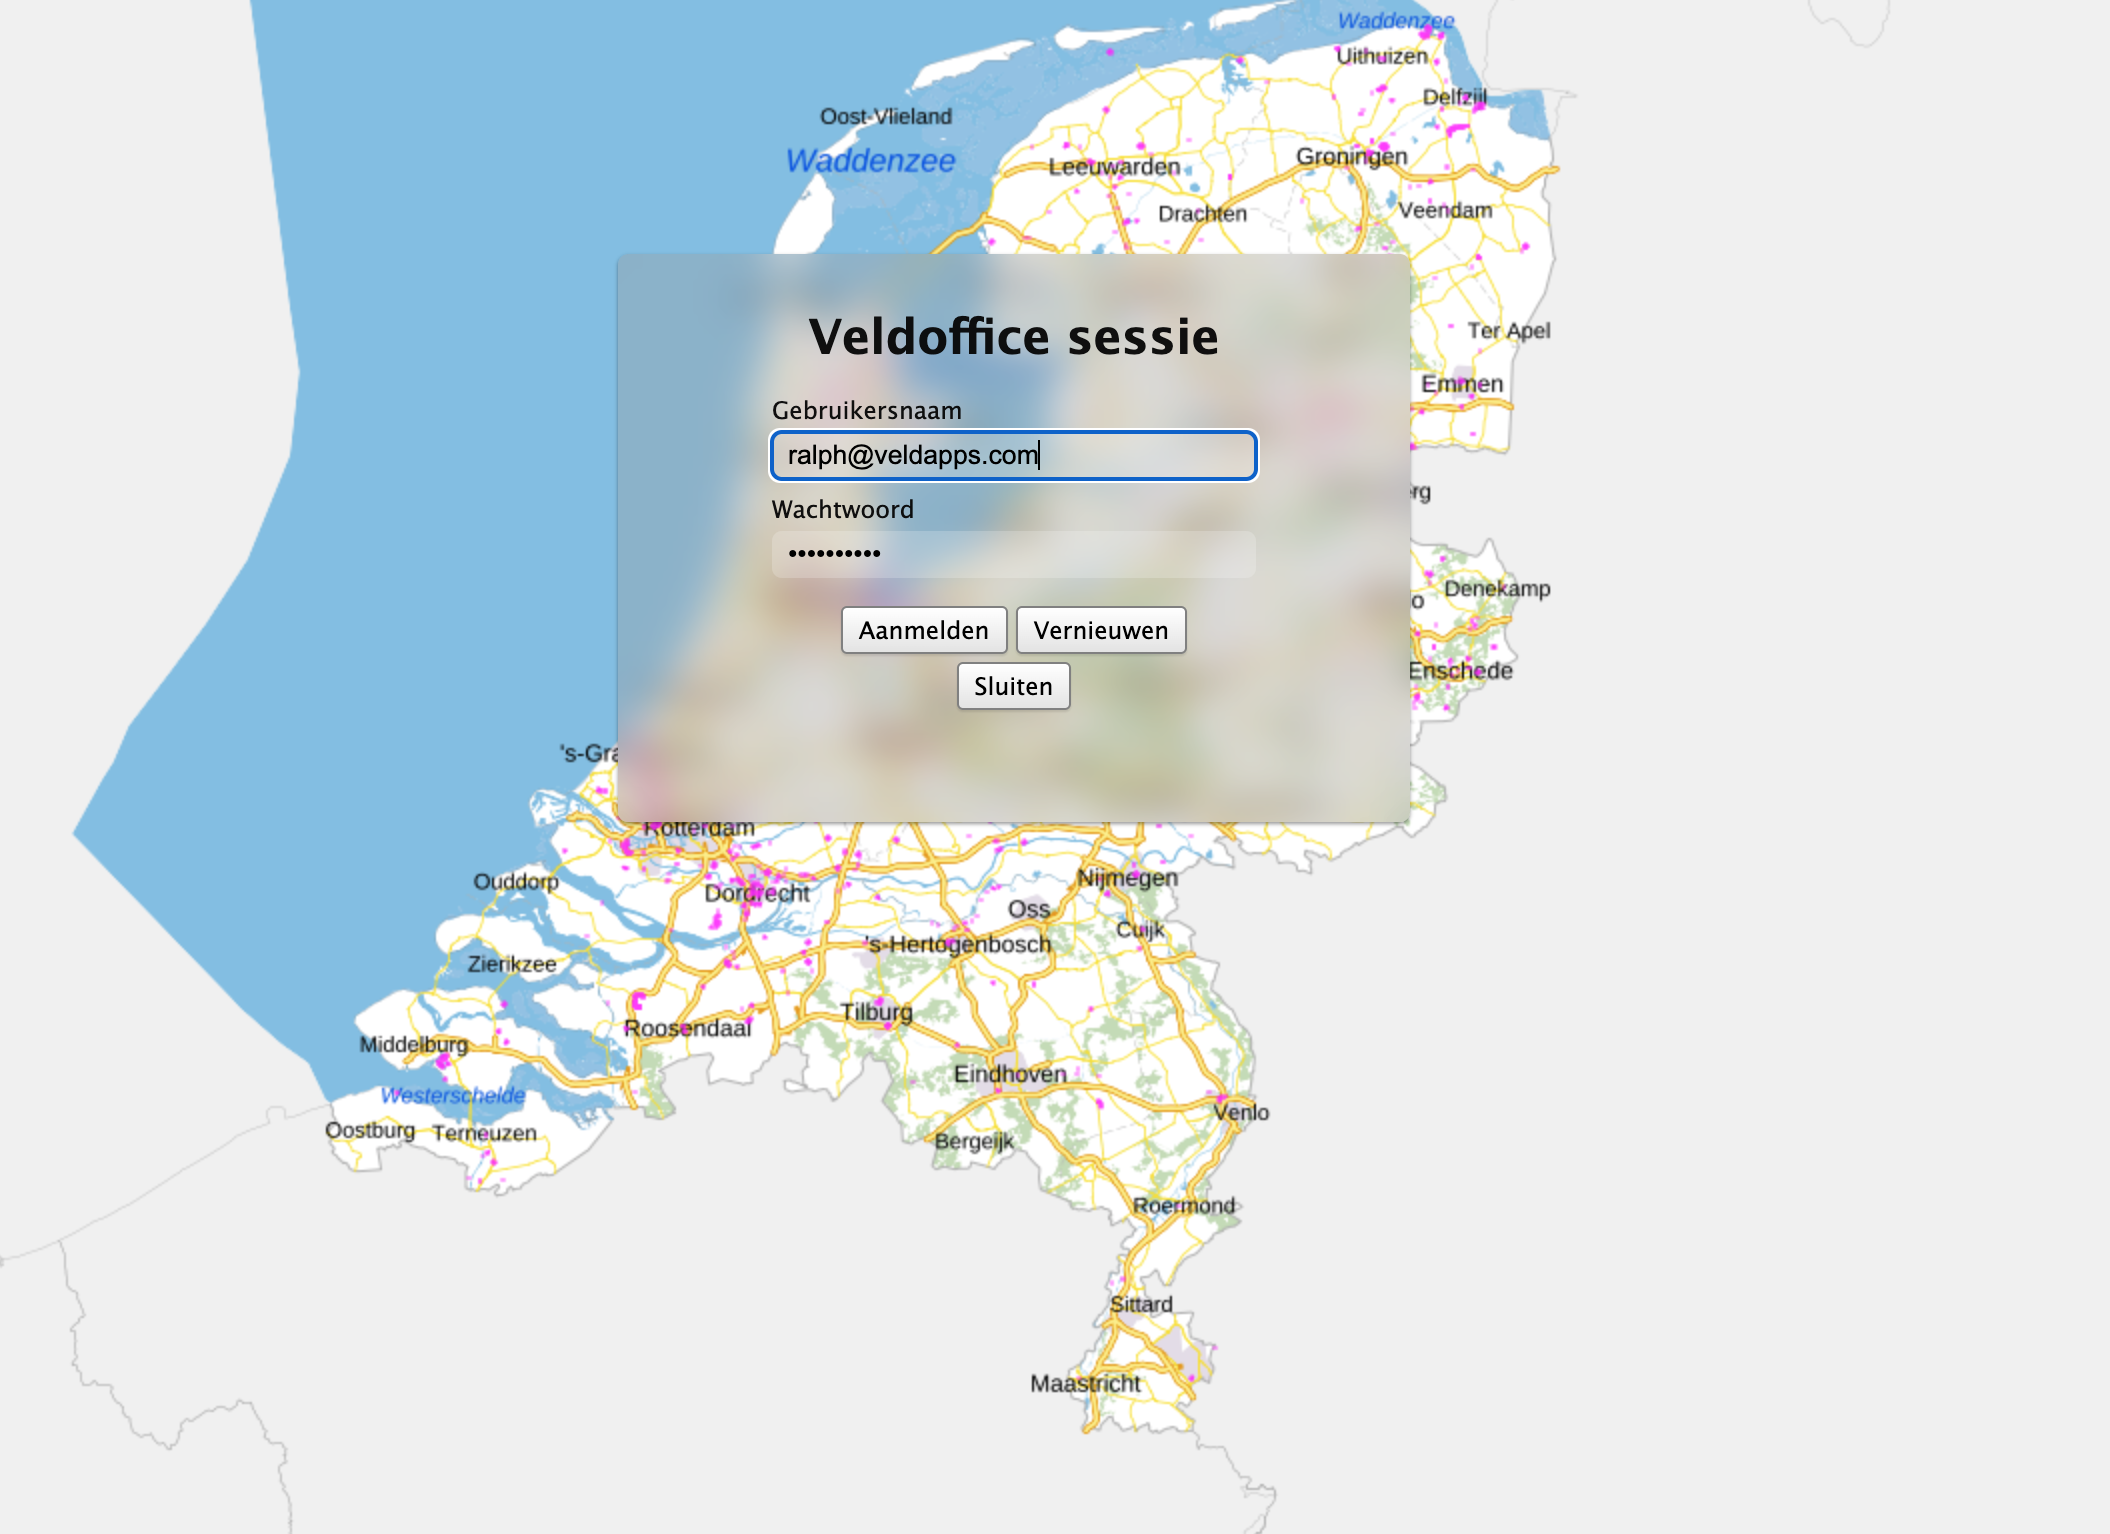 Waddenzee
Uithuizen
Delfzijl
Oost-Vlieland
Waddenzee
Leeuwarden
Groningen
Drachten
Veendam
Ter Apel
Emmen
Veldoffice sessie
Gebruikersnaam
ralph@veldapps.com
Wachtwoord
••••••••••
Aanmelden Vernieuwen
Sluiten
Denekamp
Enschede
's-Gra
Rotterdam
Ouddorp
Dordrecht
Nijmegen
Oss
Cuijk
's-Hertogenbosch
Zierikzee
Tilburg
Roosendaal
Middelburg
Eindhoven
Westerschelde
Venlo
Oostburg
Terneuzen
Bergeijk
Roermond
Sittard
Maastricht